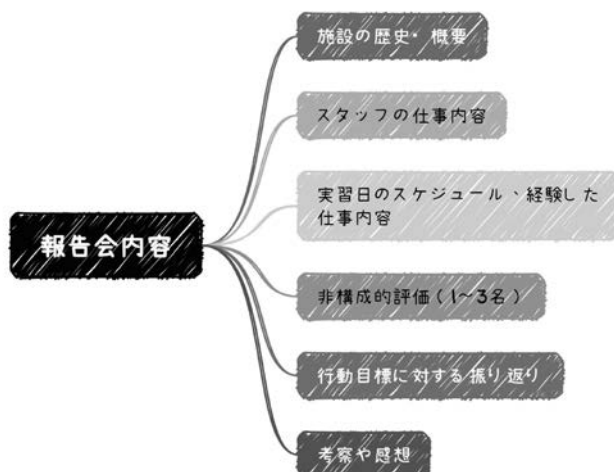 施設の歴史・概要
スタッフの仕事内容
実習日のスケジュール、経験した
仕事内容
報告会内容
非構成的評価（1〜3名）
行動目標に対する振り返り
考察や感想